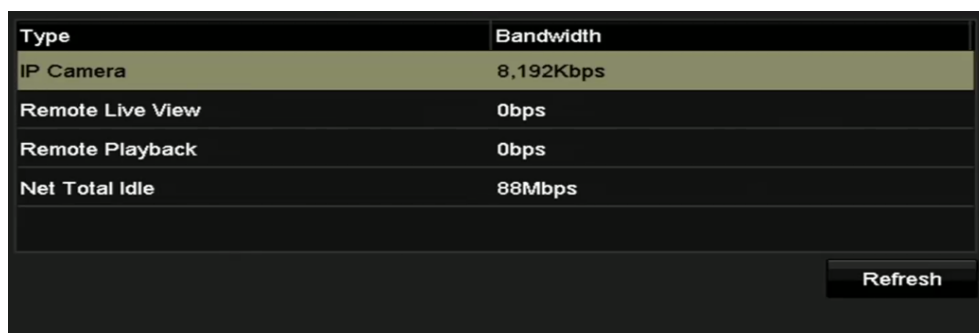 Type Bandwidth
IP Camera 8,192Kbps
Remote Live View 0bps
Remote Playback 0bps
Net Total Idle 88Mbps
Refresh